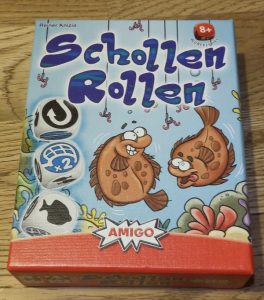 Reiner Knizia
8+
Schollen
Rollen
x2
AMIGO